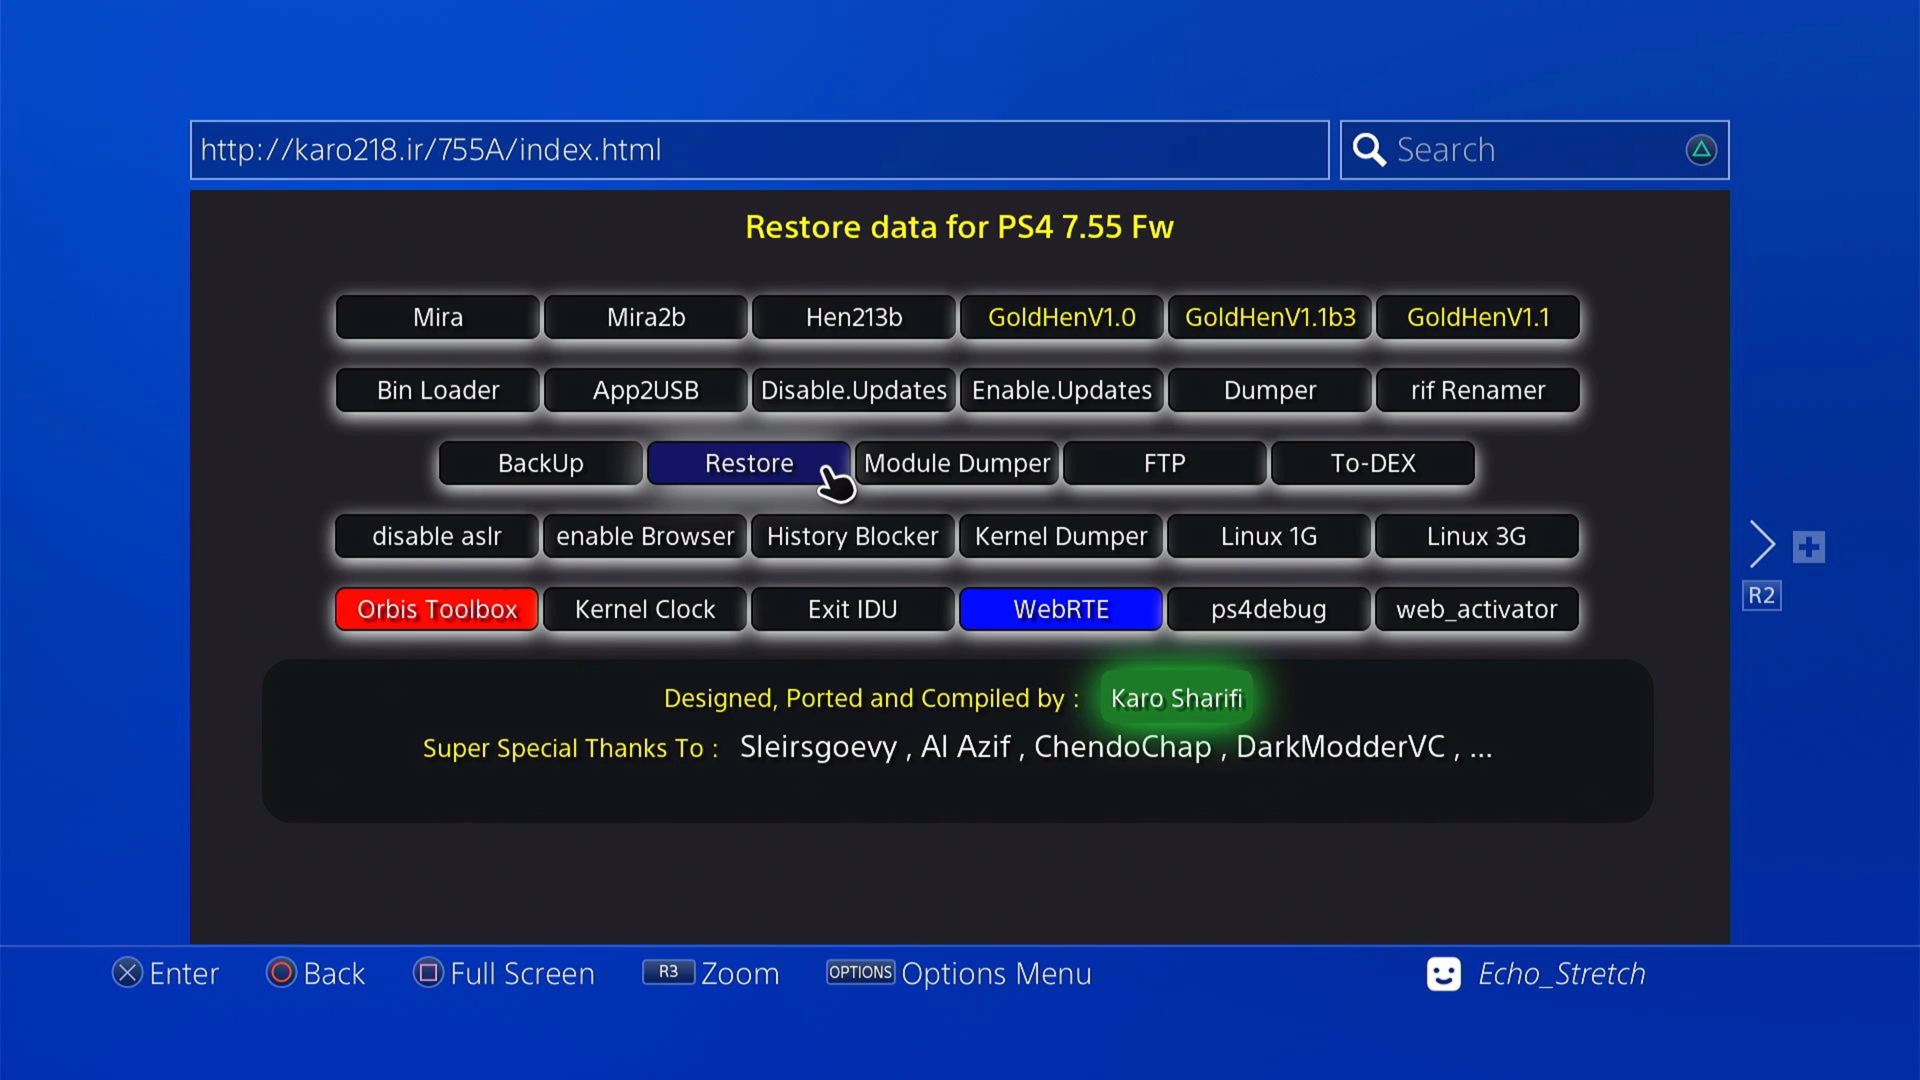 http://karo218.ir/755A/index.html Search
Restore data for PS4 7.55 Fw
Mira Mira2b Hen213b GoldHenV1.0 GoldHenV1.1b3 GoldHenV1.1
Bin Loader App2USB Disable.Updates Enable.Updates Dumper rif Renamer
BackUp Restore Module Dumper FTP To-DEX
disable aslr enable Browser History Blocker Kernel Dumper Linux 1G Linux 3G
R2
Orbis Toolbox Kernel Clock Exit IDU WebRTE ps4debug web_activator
Designed, Ported and Compiled by : Karo Sharifi
Super Special Thanks To : Sleirsgoevy , Al Azif , ChendoChap , DarkModderVC , ...
Enter Back Full Screen R3 Zoom OPTIONS Options Menu Echo_Stretch